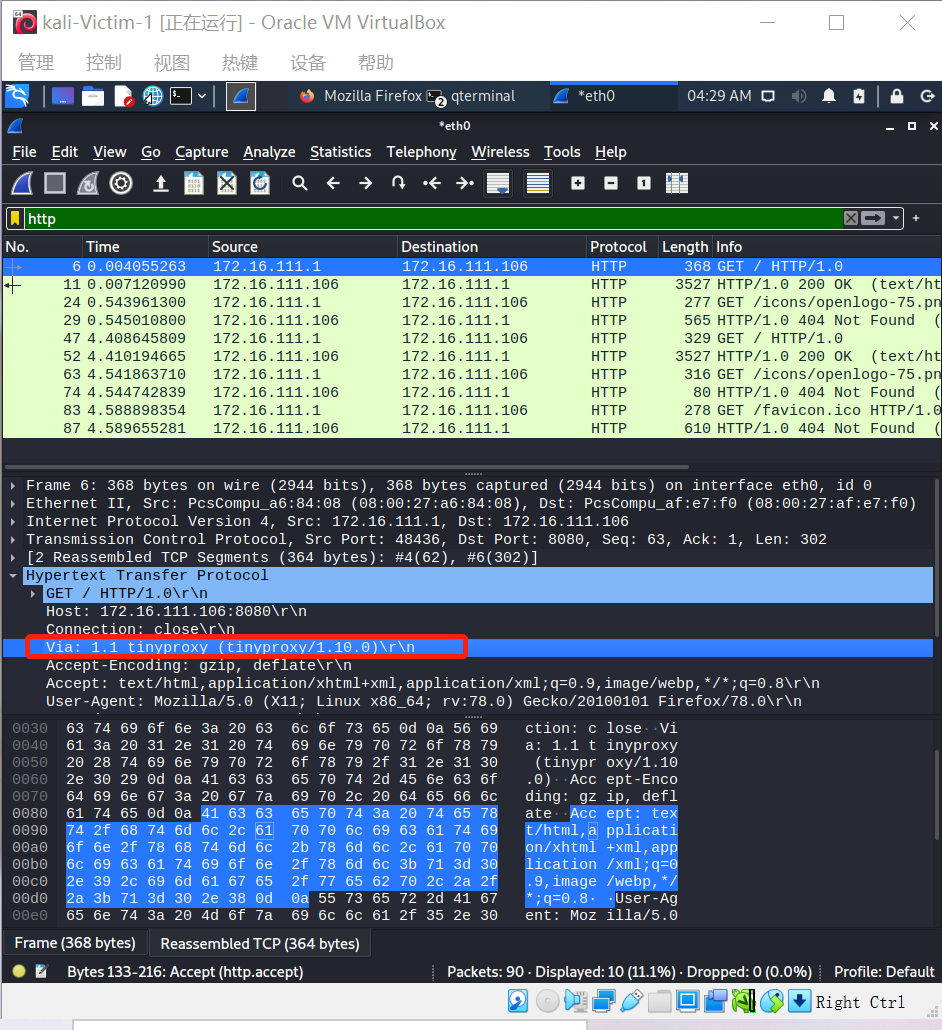 kali-Victim-1 [正在运行] - Oracle VM VirtualBox
管理 控制 视图 热键 设备 帮助
Mozilla Firefox 2 qterminal *eth0 04:29 AM
*eth0
File Edit View Go Capture Analyze Statistics Telephony Wireless Tools Help
http
No. Time Source Destination Protocol Length Info
6 0.004055263 172.16.111.1 172.16.111.106 HTTP 368 GET / HTTP/1.0
11 0.007120990 172.16.111.106 172.16.111.1 HTTP 3527 HTTP/1.0 200 OK (text/ht
24 0.543961300 172.16.111.1 172.16.111.106 HTTP 277 GET /icons/openlogo-75.pn
29 0.545010800 172.16.111.106 172.16.111.1 HTTP 565 HTTP/1.0 404 Not Found (
47 4.408645809 172.16.111.1 172.16.111.106 HTTP 329 GET / HTTP/1.0
52 4.410194665 172.16.111.106 172.16.111.1 HTTP 3527 HTTP/1.0 200 OK (text/ht
63 4.541863710 172.16.111.1 172.16.111.106 HTTP 316 GET /icons/openlogo-75.pn
74 4.544742839 172.16.111.106 172.16.111.1 HTTP 80 HTTP/1.0 404 Not Found (
83 4.588898354 172.16.111.1 172.16.111.106 HTTP 278 GET /favicon.ico HTTP/1.0
87 4.589655281 172.16.111.106 172.16.111.1 HTTP 610 HTTP/1.0 404 Not Found (
Frame 6: 368 bytes on wire (2944 bits), 368 bytes captured (2944 bits) on interface eth0, id 0
Ethernet II, Src: PcsCompu_a6:84:08 (08:00:27:a6:84:08), Dst: PcsCompu_af:e7:f0 (08:00:27:af:e7:f0)
Internet Protocol Version 4, Src: 172.16.111.1, Dst: 172.16.111.106
Transmission Control Protocol, Src Port: 48436, Dst Port: 8080, Seq: 63, Ack: 1, Len: 302
[2 Reassembled TCP Segments (364 bytes): #4(62), #6(302)]
Hypertext Transfer Protocol
GET / HTTP/1.0\r\n
Host: 172.16.111.106:8080\r\n
Connection: close\r\n
Via: 1.1 tinyproxy (tinyproxy/1.10.0)\r\n
Accept-Encoding: gzip, deflate\r\n
Accept: text/html,application/xhtml+xml,application/xml;q=0.9,image/webp,*/*;q=0.8\r\n
User-Agent: Mozilla/5.0 (X11; Linux x86_64; rv:78.0) Gecko/20100101 Firefox/78.0\r\n
0030 63 74 69 6f 6e 3a 20 63 6c 6f 73 65 0d 0a 56 69 ction: c lose··Vi
0040 61 3a 20 31 2e 31 20 74 69 6e 79 70 72 6f 78 79 a: 1.1 t inyproxy
0050 20 28 74 69 6e 79 70 72 6f 78 79 2f 31 2e 31 30 (tinypr oxy/1.10
0060 2e 30 29 0d 0a 41 63 63 65 70 74 2d 45 6e 63 6f .0)··Acc ept-Enco
0070 64 69 6e 67 3a 20 67 7a 69 70 2c 20 64 65 66 6c ding: gz ip, defl
0080 61 74 65 0d 0a 41 63 63 65 70 74 3a 20 74 65 78 ate··Acc ept: tex
0090 74 2f 68 74 6d 6c 2c 61 70 70 6c 69 63 61 74 69 t/html,a pplicati
00a0 6f 6e 2f 78 68 74 6d 6c 2b 78 6d 6c 2c 61 70 70 on/xhtml +xml,app
00b0 6c 69 63 61 74 69 6f 6e 2f 78 6d 6c 3b 71 3d 30 lication /xml;q=0
00c0 2e 39 2c 69 6d 61 67 65 2f 77 65 62 70 2c 2a 2f .9,image /webp,*/
00d0 2a 3b 71 3d 30 2e 38 0d 0a 55 73 65 72 2d 41 67 *;q=0.8· ·User-Ag
00e0 65 6e 74 3a 20 4d 6f 7a 69 6c 6c 61 2f 35 2e 30 ent: Moz illa/5.0
Frame (368 bytes) Reassembled TCP (364 bytes)
Bytes 133-216: Accept (http.accept) Packets: 90 · Displayed: 10 (11.1%) · Dropped: 0 (0.0%) Profile: Default
Right Ctrl